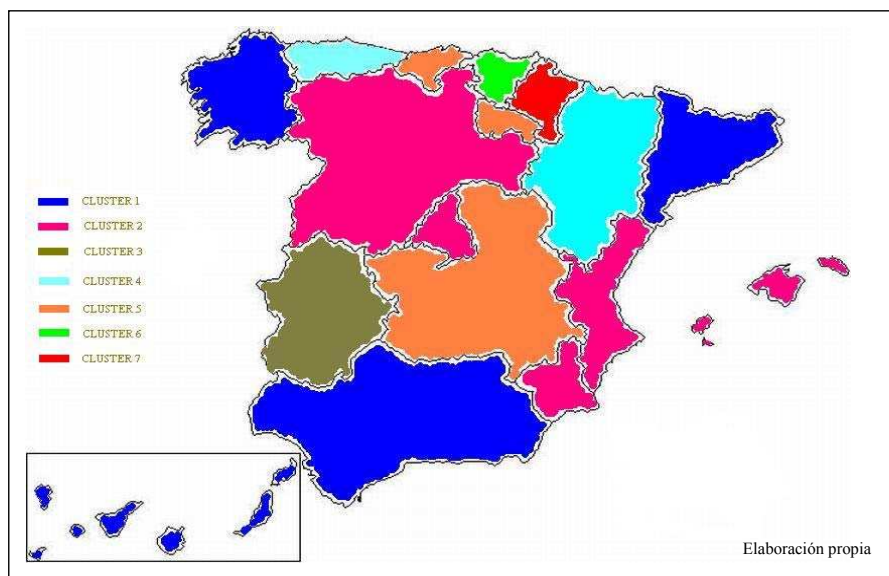 CLUSTER 1
CLUSTER 2
CLUSTER 3
CLUSTER 4
CLUSTER 5
CLUSTER 6
CLUSTER 7
Elaboración propia